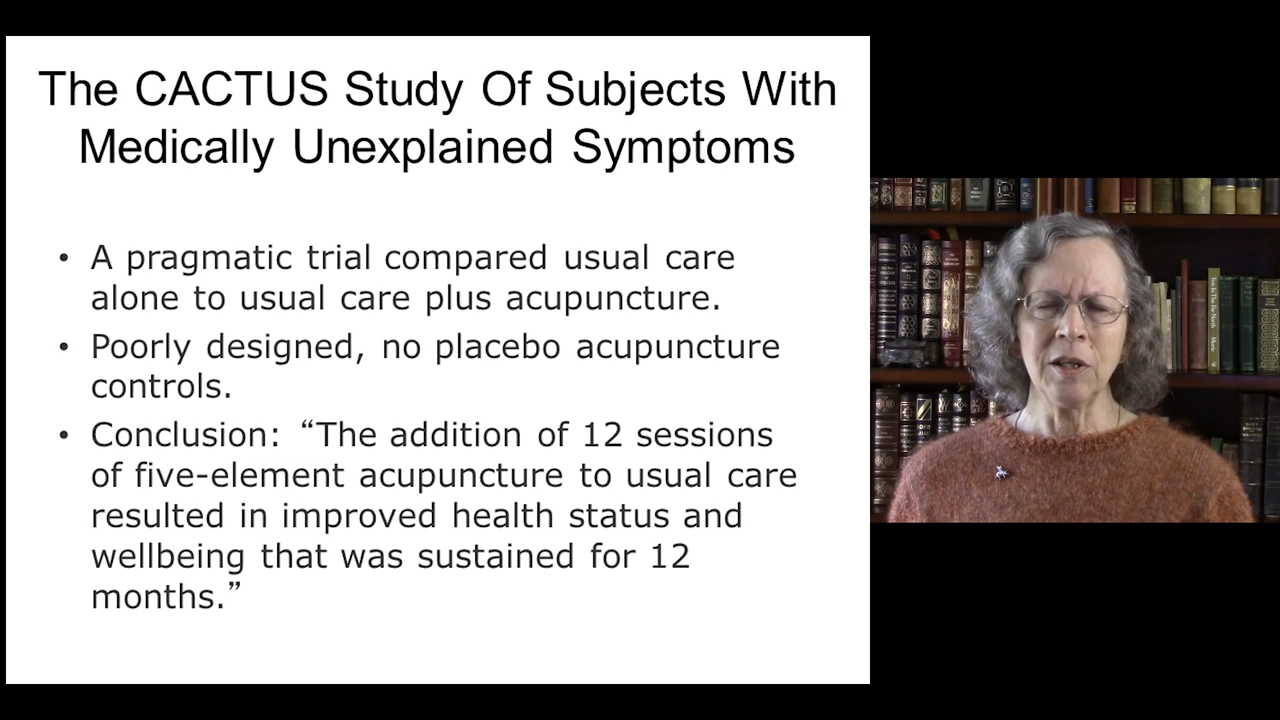 The CACTUS Study Of Subjects With
Medically Unexplained Symptoms
• A pragmatic trial compared usual care
alone to usual care plus acupuncture.
• Poorly designed, no placebo acupuncture
controls.
• Conclusion: “The addition of 12 sessions
of five-element acupuncture to usual care
resulted in improved health status and
wellbeing that was sustained for 12
months.”